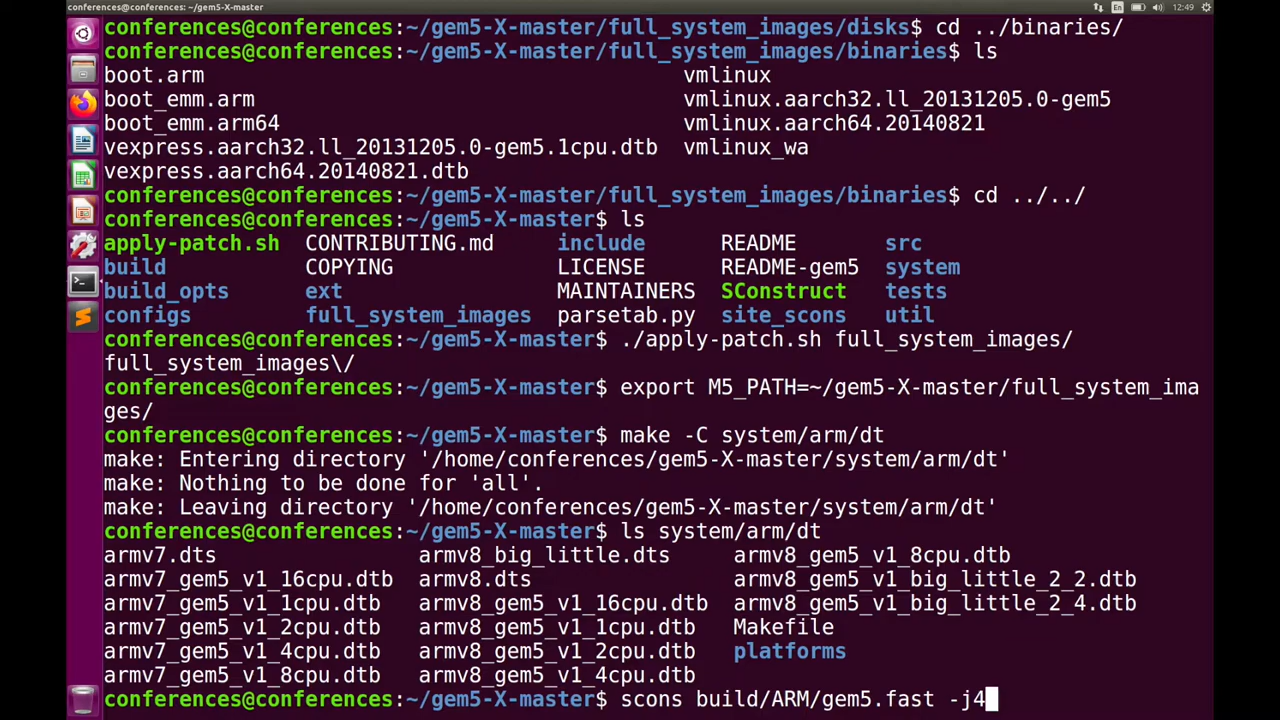 conferences@conferences: ~/gem5-X-master
En
12:49
conferences@conferences:~/gem5-X-master/full_system_images/disks$ cd ../binaries/
conferences@conferences:~/gem5-X-master/full_system_images/binaries$ ls
boot.arm vmlinux
boot_emm.arm vmlinux.aarch32.ll_20131205.0-gem5
boot_emm.arm64 vmlinux.aarch64.20140821
vexpress.aarch32.ll_20131205.0-gem5.1cpu.dtb vmlinux_wa
vexpress.aarch64.20140821.dtb
conferences@conferences:~/gem5-X-master/full_system_images/binaries$ cd ../../
conferences@conferences:~/gem5-X-master$ ls
apply-patch.sh CONTRIBUTING.md include README src
build COPYING LICENSE README-gem5 system
build_opts ext MAINTAINERS SConstruct tests
configs full_system_images parsetab.py site_scons util
conferences@conferences:~/gem5-X-master$ ./apply-patch.sh full_system_images/
full_system_images\/
conferences@conferences:~/gem5-X-master$ export M5_PATH=~/gem5-X-master/full_system_ima
ges/
conferences@conferences:~/gem5-X-master$ make -C system/arm/dt
make: Entering directory '/home/conferences/gem5-X-master/system/arm/dt'
make: Nothing to be done for 'all'.
make: Leaving directory '/home/conferences/gem5-X-master/system/arm/dt'
conferences@conferences:~/gem5-X-master$ ls system/arm/dt
armv7.dts armv8_big_little.dts armv8_gem5_v1_8cpu.dtb
armv7_gem5_v1_16cpu.dtb armv8.dts armv8_gem5_v1_big_little_2_2.dtb
armv7_gem5_v1_1cpu.dtb armv8_gem5_v1_16cpu.dtb armv8_gem5_v1_big_little_2_4.dtb
armv7_gem5_v1_2cpu.dtb armv8_gem5_v1_1cpu.dtb Makefile
armv7_gem5_v1_4cpu.dtb armv8_gem5_v1_2cpu.dtb platforms
armv7_gem5_v1_8cpu.dtb armv8_gem5_v1_4cpu.dtb
conferences@conferences:~/gem5-X-master$ scons build/ARM/gem5.fast -j4